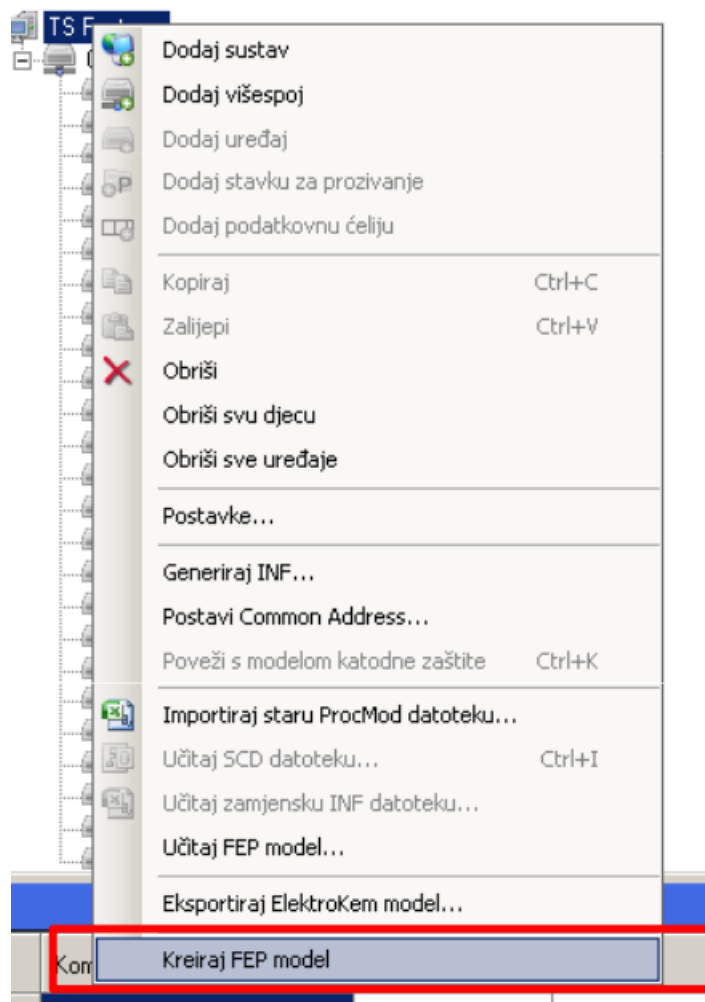 TS
Dodaj sustav
Dodaj višespoj
Dodaj uređaj
Dodaj stavku za prozivanje
Dodaj podatkovnu ćeliju
Kopiraj Ctrl+C
Zalijepi Ctrl+V
Obriši
Obriši svu djecu
Obriši sve uređaje
Postavke...
Generiraj INF...
Postavi Common Address...
Poveži s modelom katodne zaštite Ctrl+K
Importiraj staru ProcMod datoteku...
Učitaj SCD datoteku... Ctrl+I
Učitaj zamjensku INF datoteku...
Učitaj FEP model...
Eksportiraj ElektroKem model...
Kreiraj FEP model